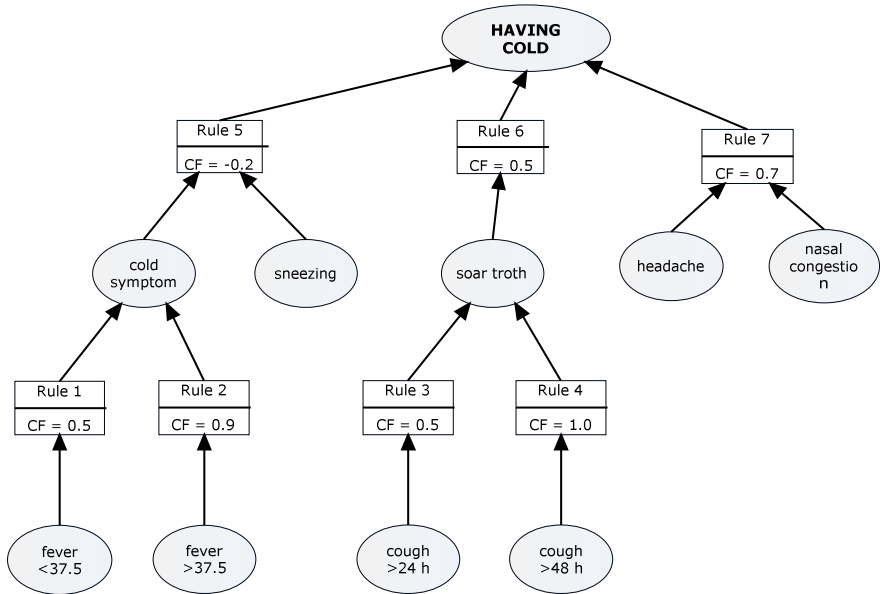 HAVING
COLD
Rule 5
CF = -0.2
Rule 6
CF = 0.5
Rule 7
CF = 0.7
cold
symptom
sneezing
soar troth
headache
nasal
congestio
n
Rule 1
CF = 0.5
Rule 2
CF = 0.9
Rule 3
CF = 0.5
Rule 4
CF = 1.0
fever
<37.5
fever
>37.5
cough
>24 h
cough
>48 h